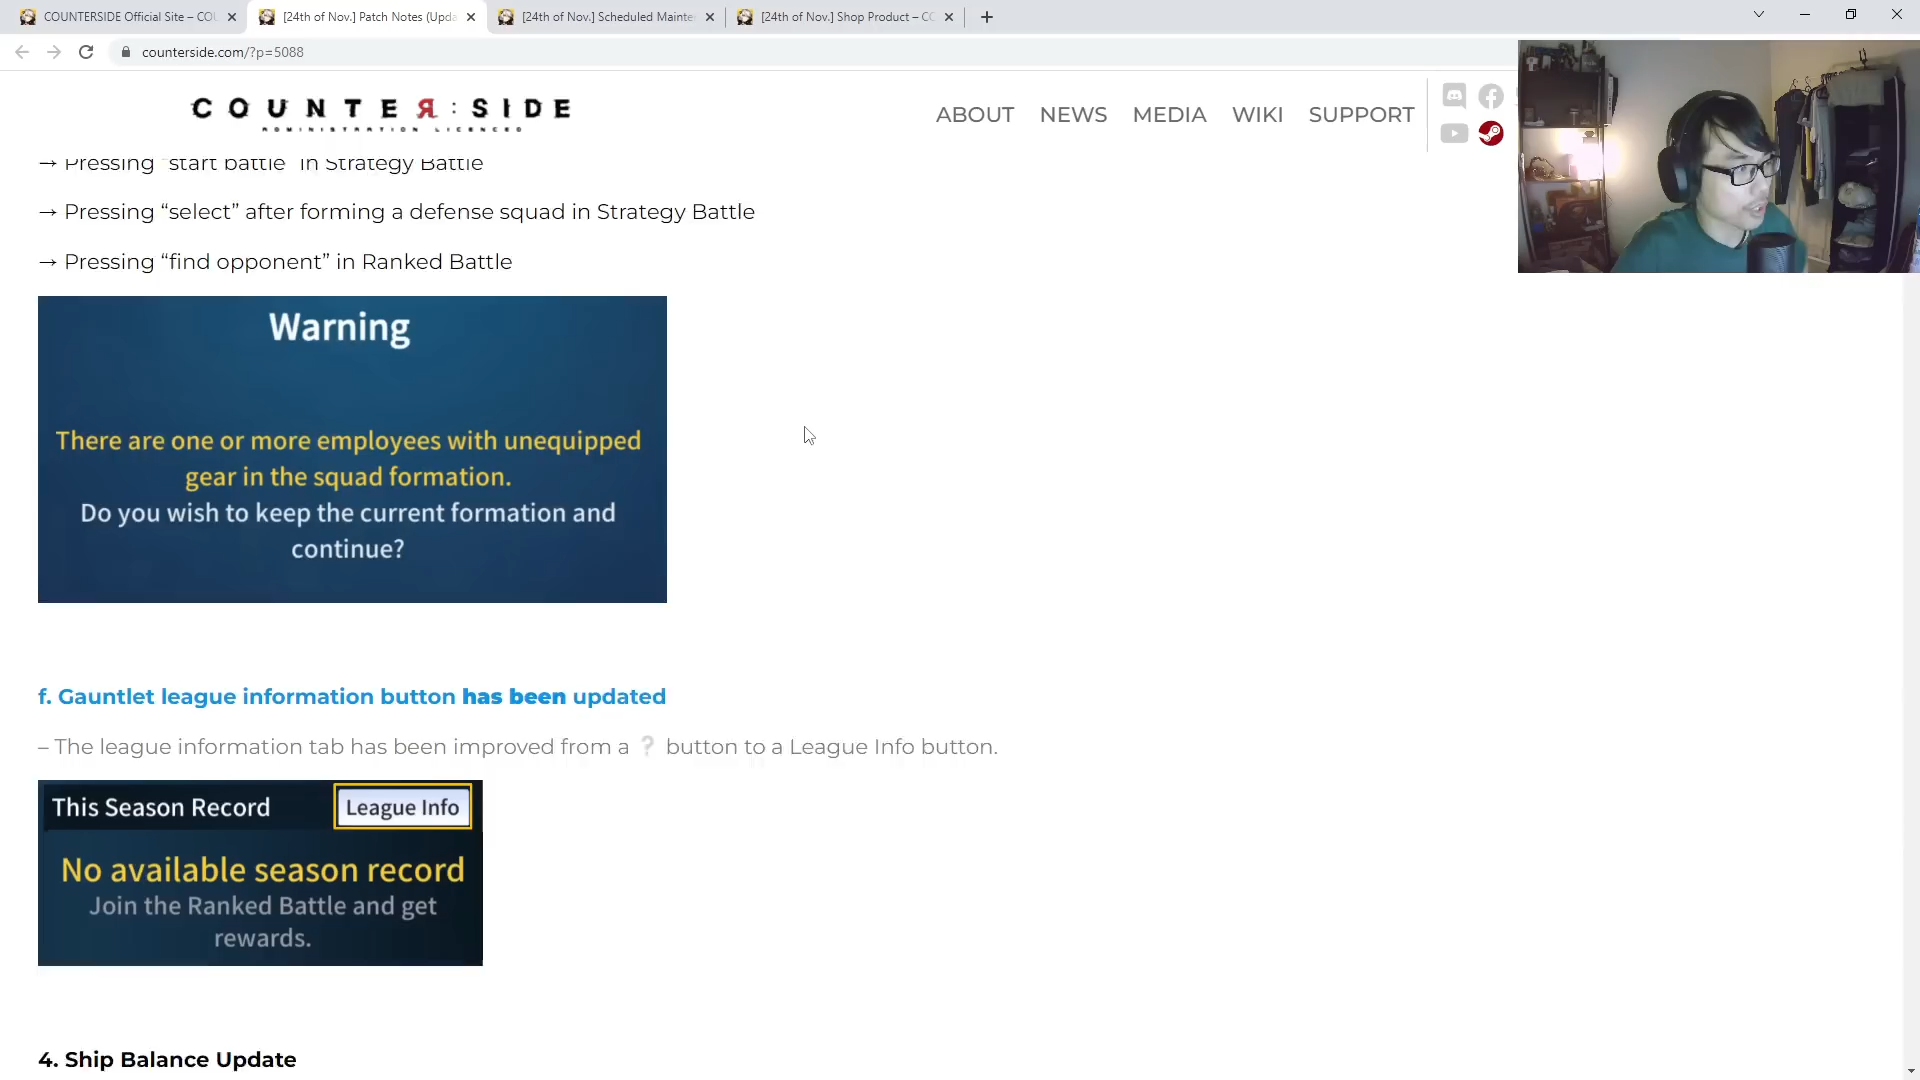 COUNTERSIDE Official Site – COU
[24th of Nov.] Patch Notes (Upda
[24th of Nov.] Scheduled Mainte
[24th of Nov.] Shop Product – CO
counterside.com/?p=5088
COUNTER:SIDE
ADMINISTRATION LICENCED
ABOUT NEWS MEDIA WIKI SUPPORT
→ Pressing “start battle” in Strategy Battle
→ Pressing “select” after forming a defense squad in Strategy Battle
→ Pressing “find opponent” in Ranked Battle
Warning
There are one or more employees with unequipped
gear in the squad formation.
Do you wish to keep the current formation and
continue?
f. Gauntlet league information button has been updated
– The league information tab has been improved from a ❔ button to a League Info button.
This Season Record League Info
No available season record
Join the Ranked Battle and get
rewards.
4. Ship Balance Update